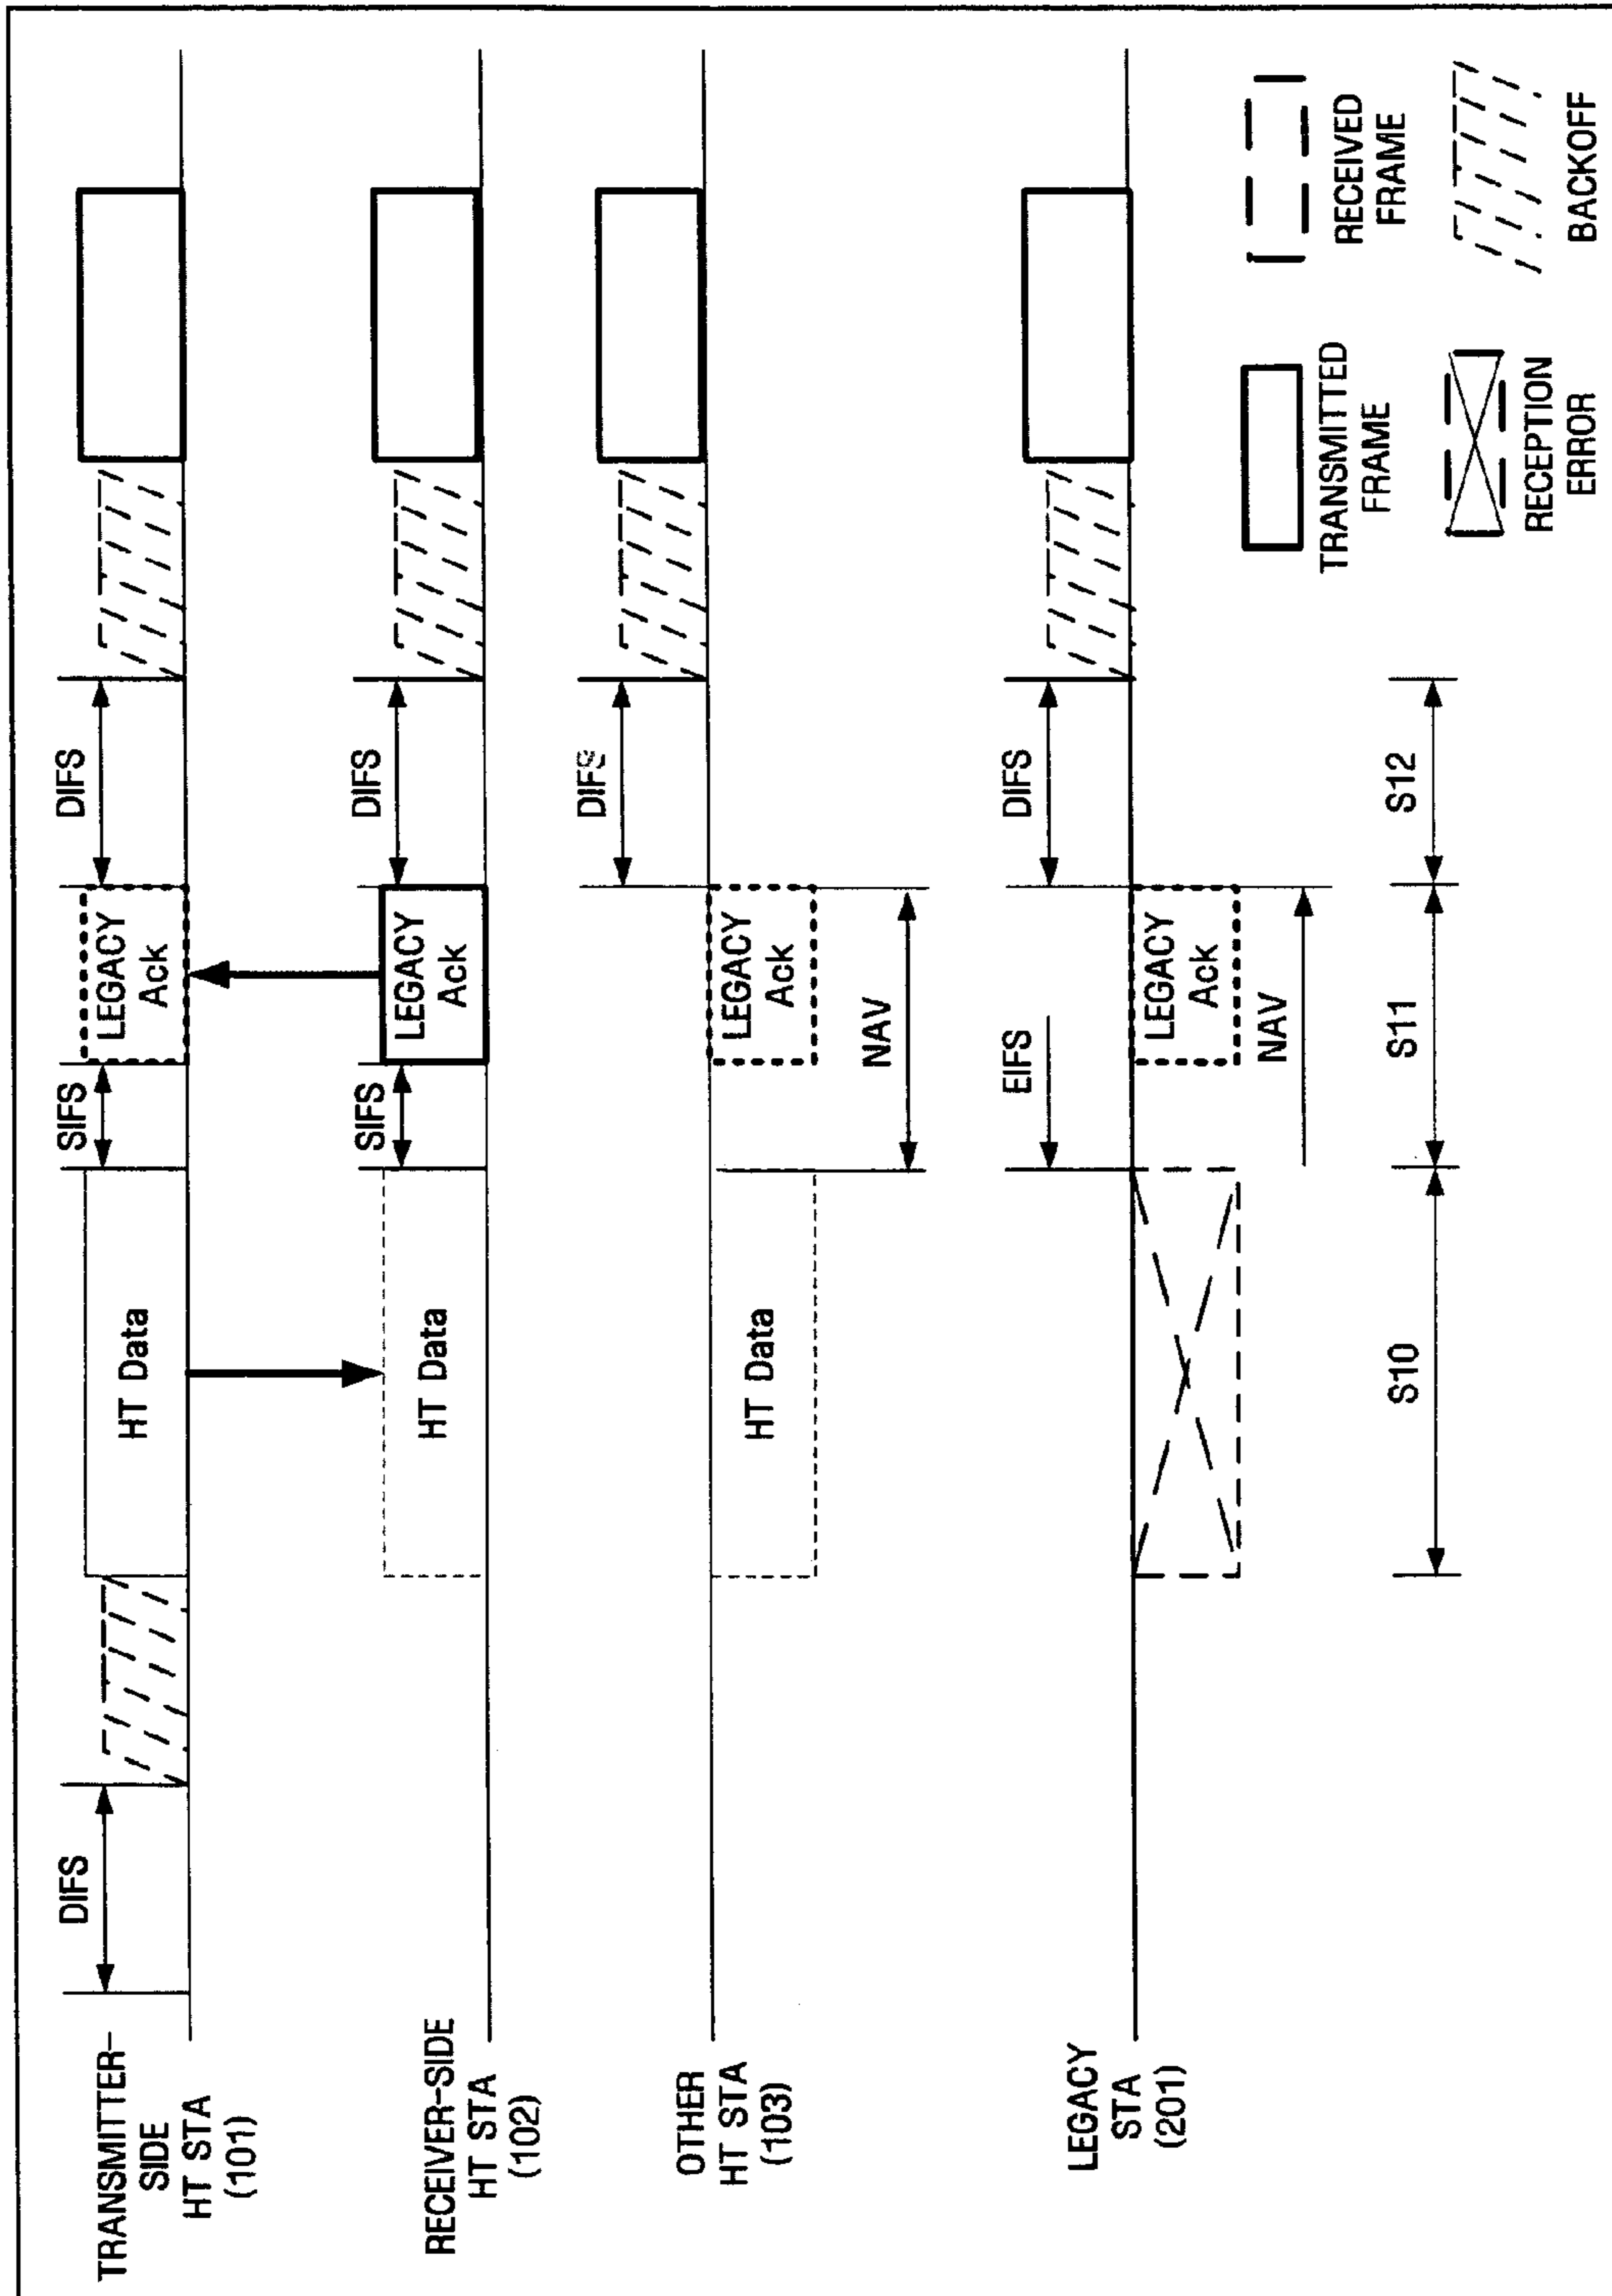 TRANSMITTER-
SIDE
HT STA
(101)
DIFS
HT Data
SIFS
LEGACY
Ack
DIFS
RECEIVER-SIDE
HT STA
(102)
HT Data
SIFS
LEGACY
Ack
DIFS
OTHER
HT STA
(103)
HT Data
LEGACY
Ack
DIFS
NAV
LEGACY
STA
(201)
EIFS
LEGACY
Ack
DIFS
NAV
S10
S11
S12
TRANSMITTED
FRAME
RECEIVED
FRAME
RECEPTION
ERROR
BACKOFF